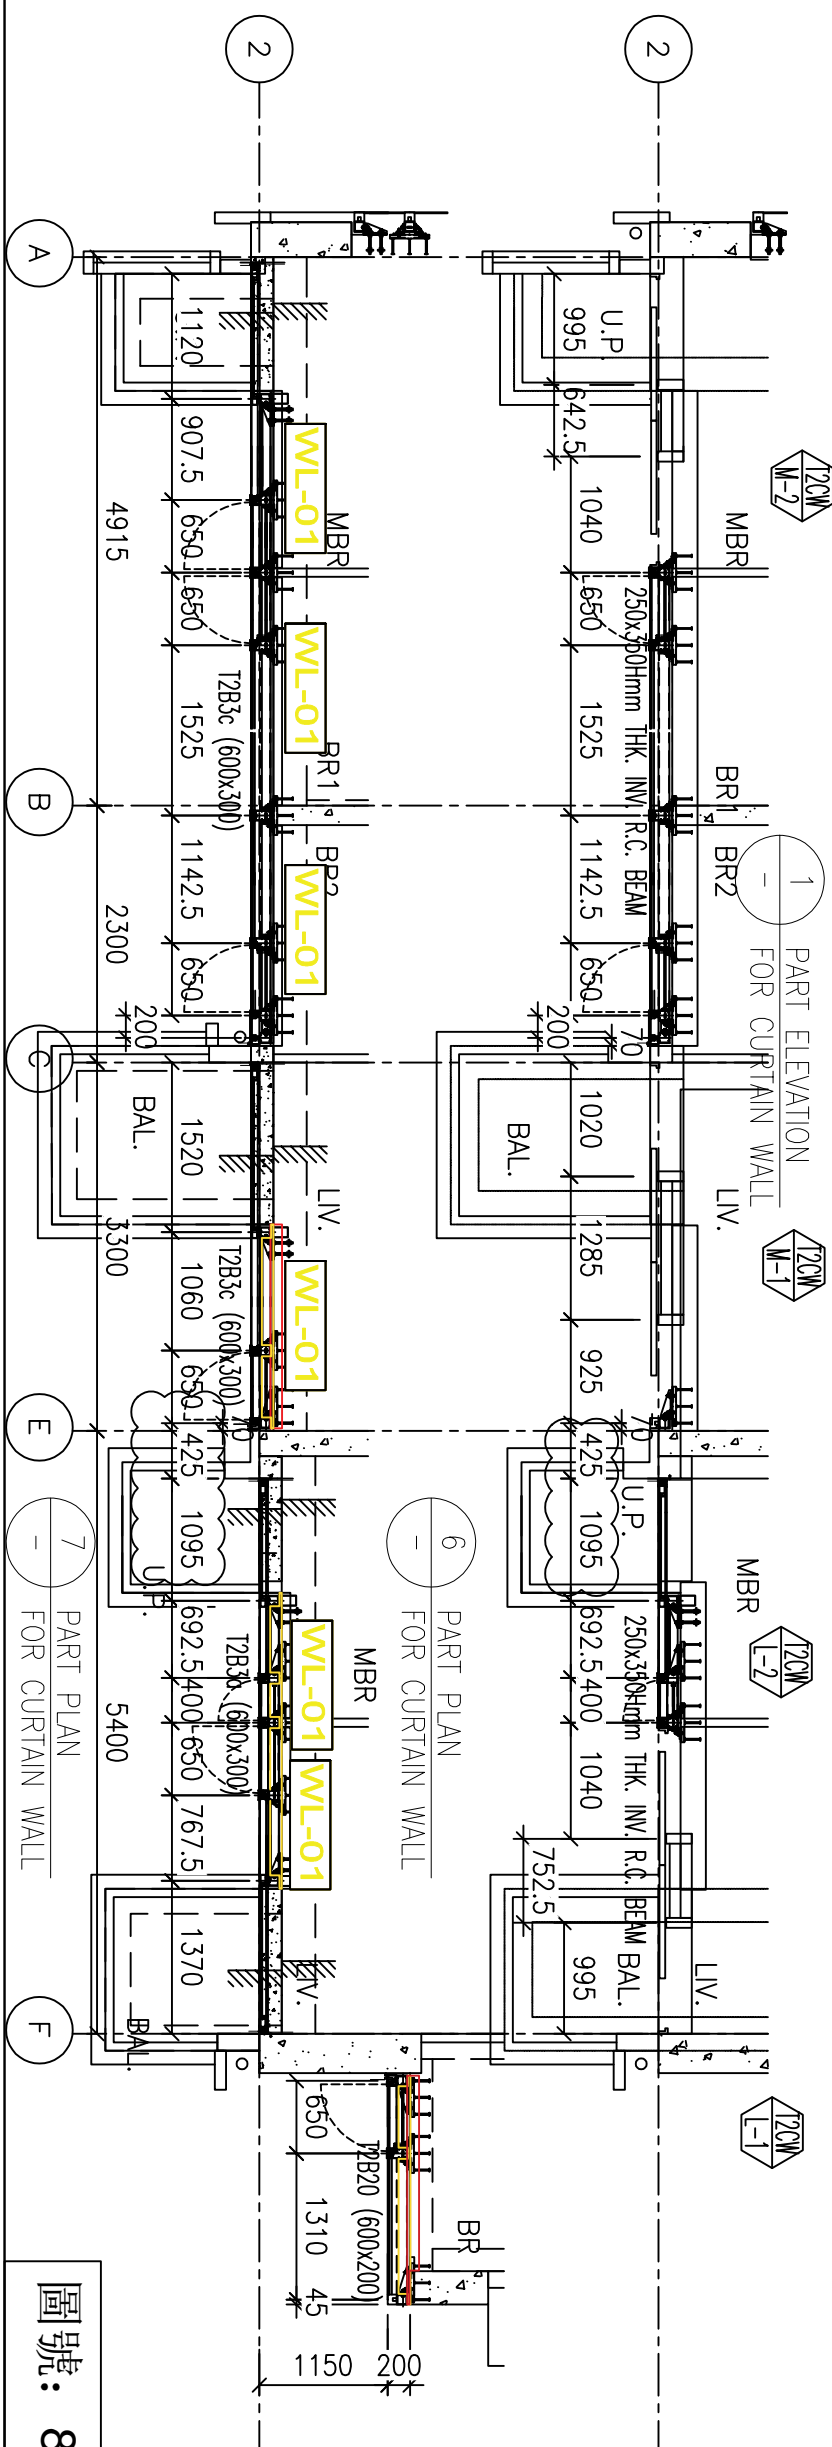 2
2
T2CW
M-2
MBR
BR1
BR2
1
-
PART ELEVATION
FOR CURTAIN WALL
T2CW
M-1
LIV.
MBR
T2CW
L-2
LIV.
T2CW
L-1
U.P.
250x350Hmm THK. INV. R.C. BEAM
BAL.
U.P.
250x350Hmm THK. INV. R.C. BEAM
BAL.
995
642.5
1040
650
1525
1142.5
650
200
70
1020
1285
925
70
425
1095
692.5
400
1040
752.5
995
6
-
PART PLAN
FOR CURTAIN WALL
MBR
BR1
BR2
LIV.
MBR
LIV.
BR
WL-01
WL-01
WL-01
WL-01
WL-01
WL-01
T2B3c (600x300)
T2B3c (600x300)
T2B3c (600x300)
T2B20 (600x200)
1120
907.5
650
650
1525
1142.5
650
200
1520
1060
650
70
425
1095
692.5
400
650
767.5
1370
650
1310
45
1150
200
BAL.
U.P.
BAL.
4915
2300
3300
5400
A
B
C
E
F
7
-
PART PLAN
FOR CURTAIN WALL
圖號: 8